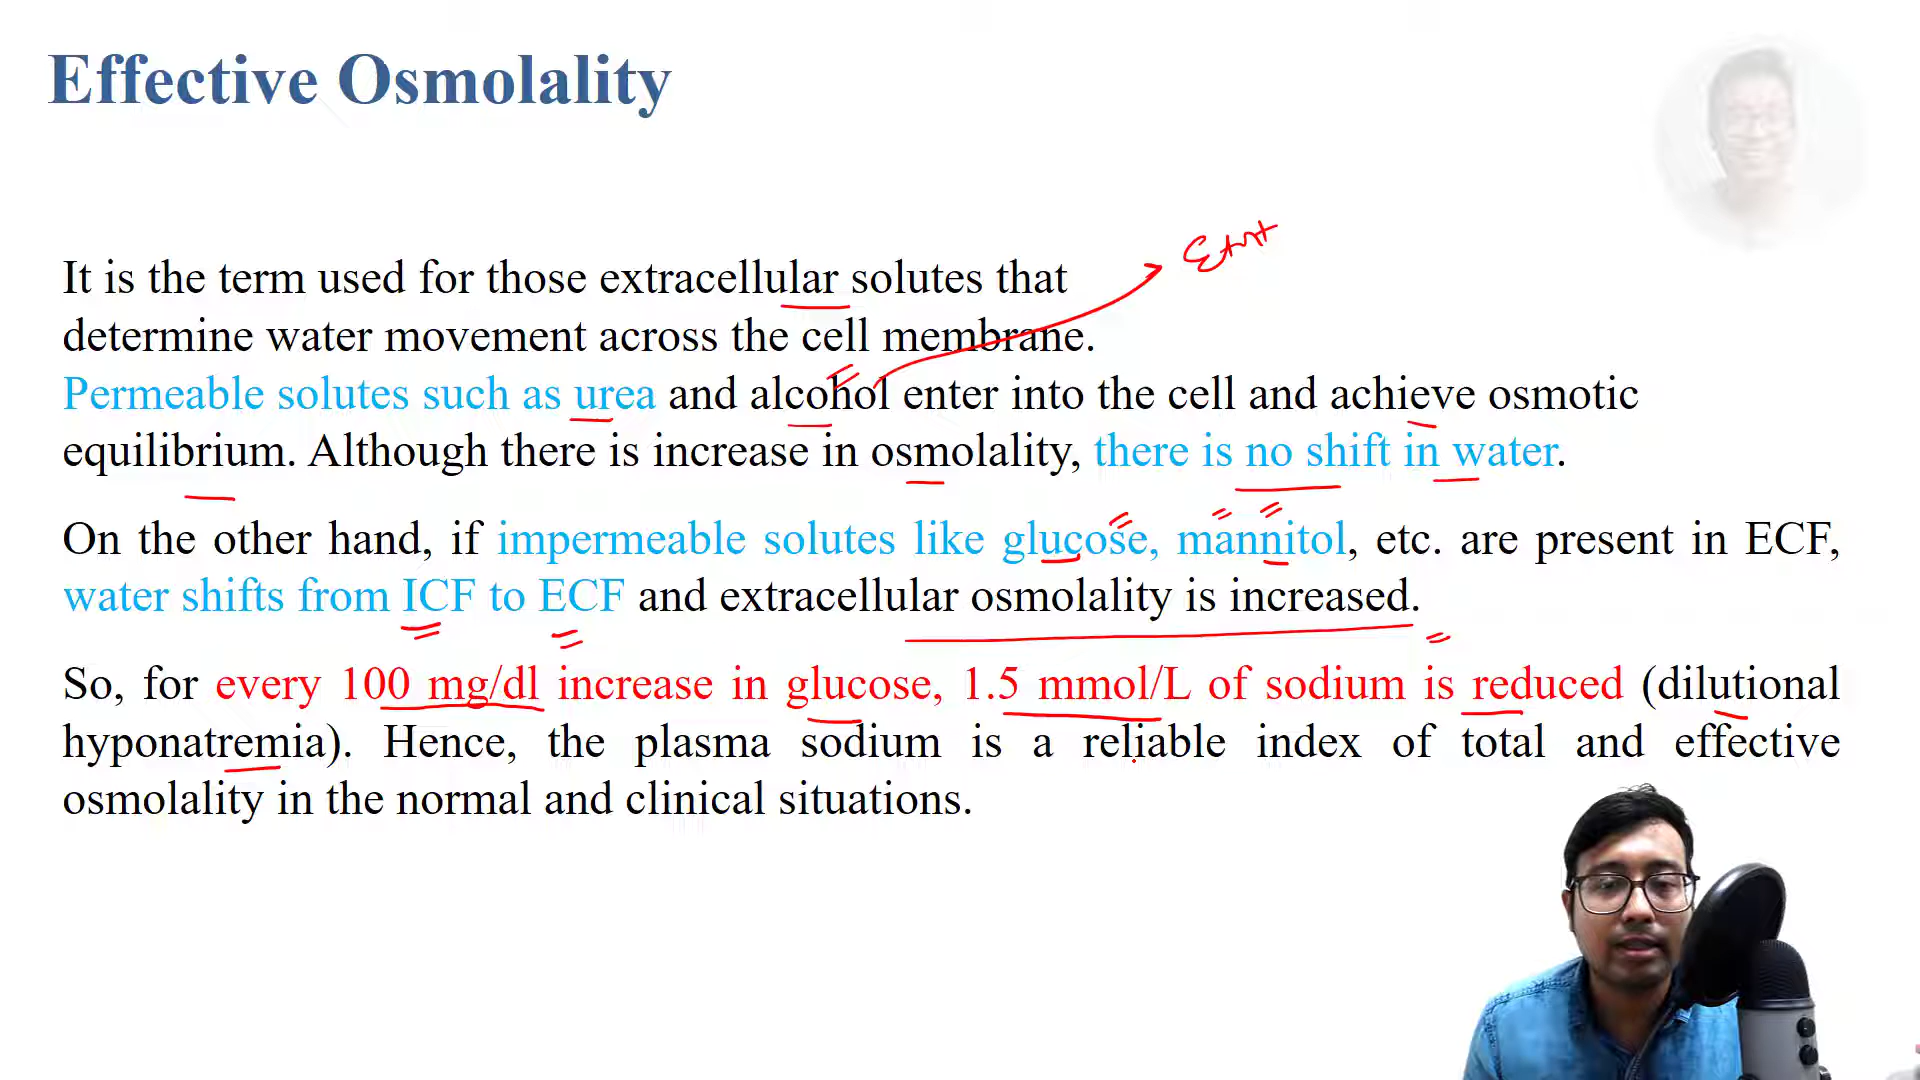 Effective Osmolality
It is the term used for those extracellular solutes that
determine water movement across the cell membrane.
Permeable solutes such as urea and alcohol enter into the cell and achieve osmotic
equilibrium. Although there is increase in osmolality, there is no shift in water.
On the other hand, if impermeable solutes like glucose, mannitol, etc. are present in ECF,
water shifts from ICF to ECF and extracellular osmolality is increased.
So, for every 100 mg/dl increase in glucose, 1.5 mmol/L of sodium is reduced (dilutional
hyponatremia). Hence, the plasma sodium is a reliable index of total and effective
osmolality in the normal and clinical situations.